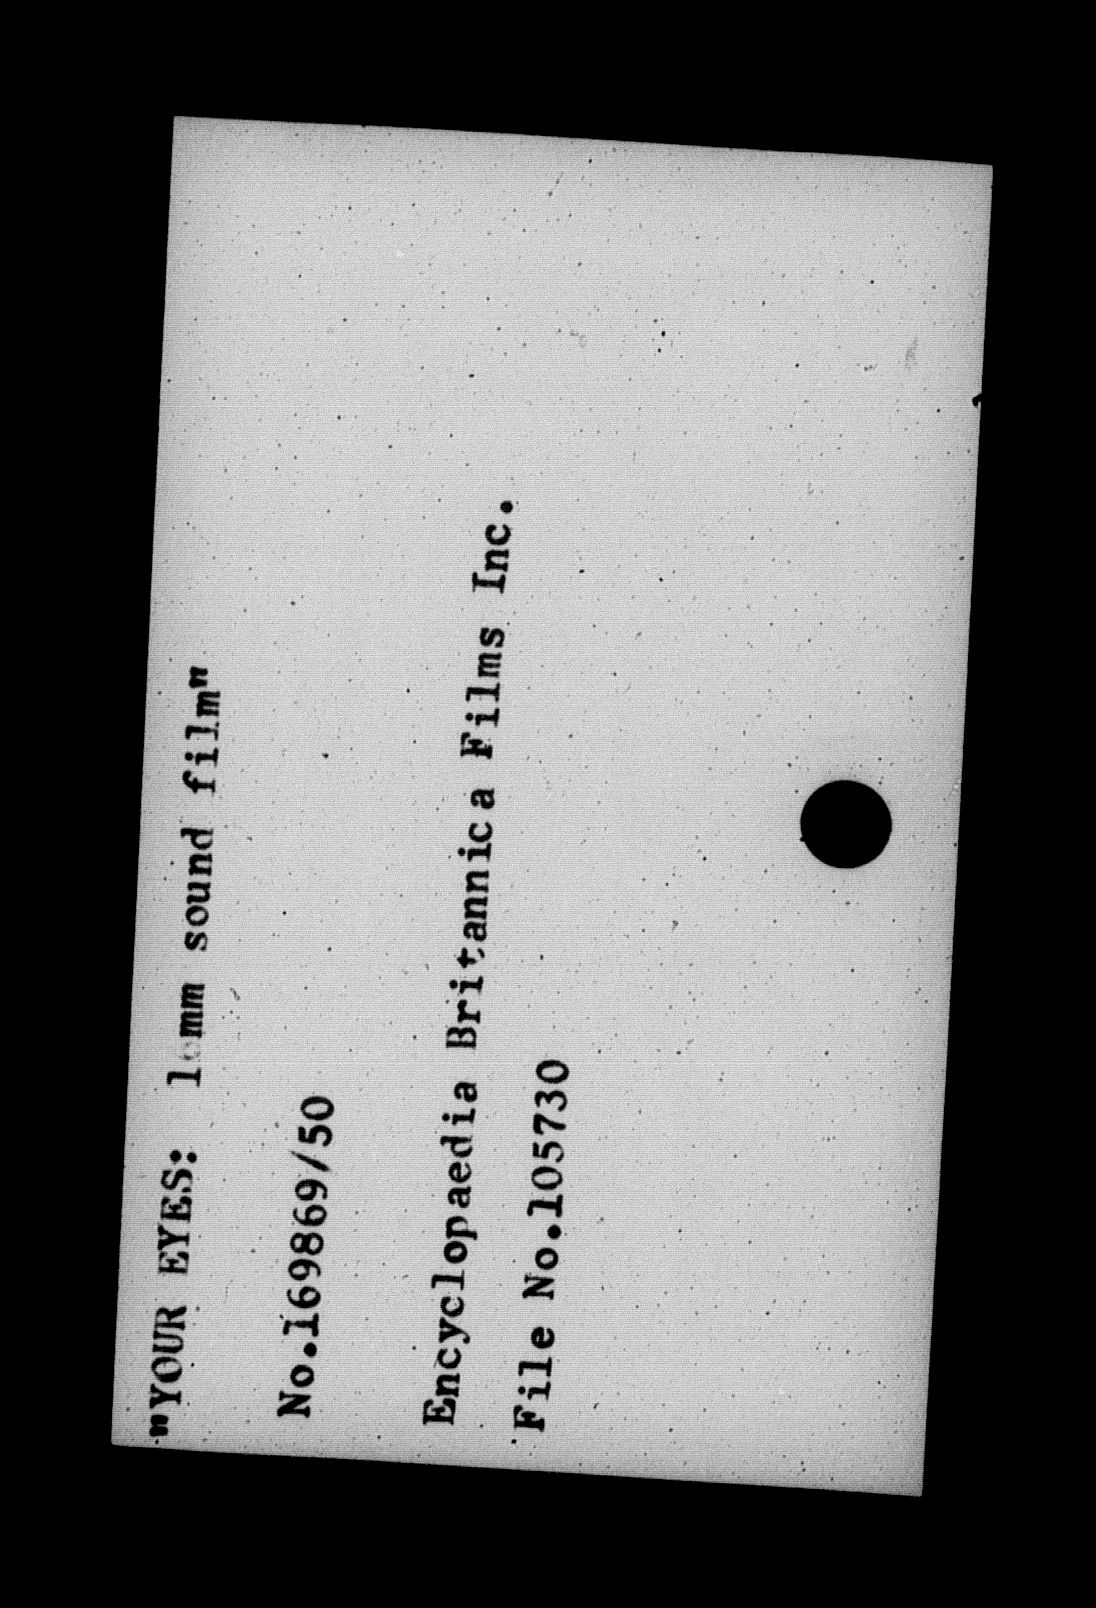 "YOUR EYES: 16mm sound film"
No.169869/50
Encyclopaedia Britannica Films Inc.
File No.105730